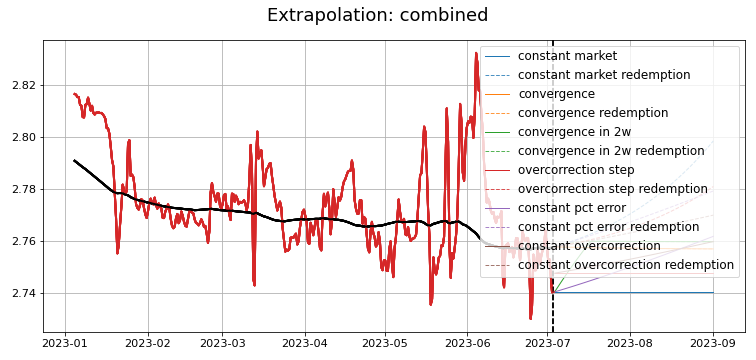 Extrapolation: combined
2.82
2.80
2.78
2.76
2.74
constant market
constant market redemption
convergence
convergence redemption
convergence in 2w
convergence in 2w redemption
overcorrection step
overcorrection step redemption
constant pct error
constant pct error redemption
constant overcorrection
constant overcorrection redemption
2023-01 2023-02 2023-03 2023-04 2023-05 2023-06 2023-07 2023-08 2023-09